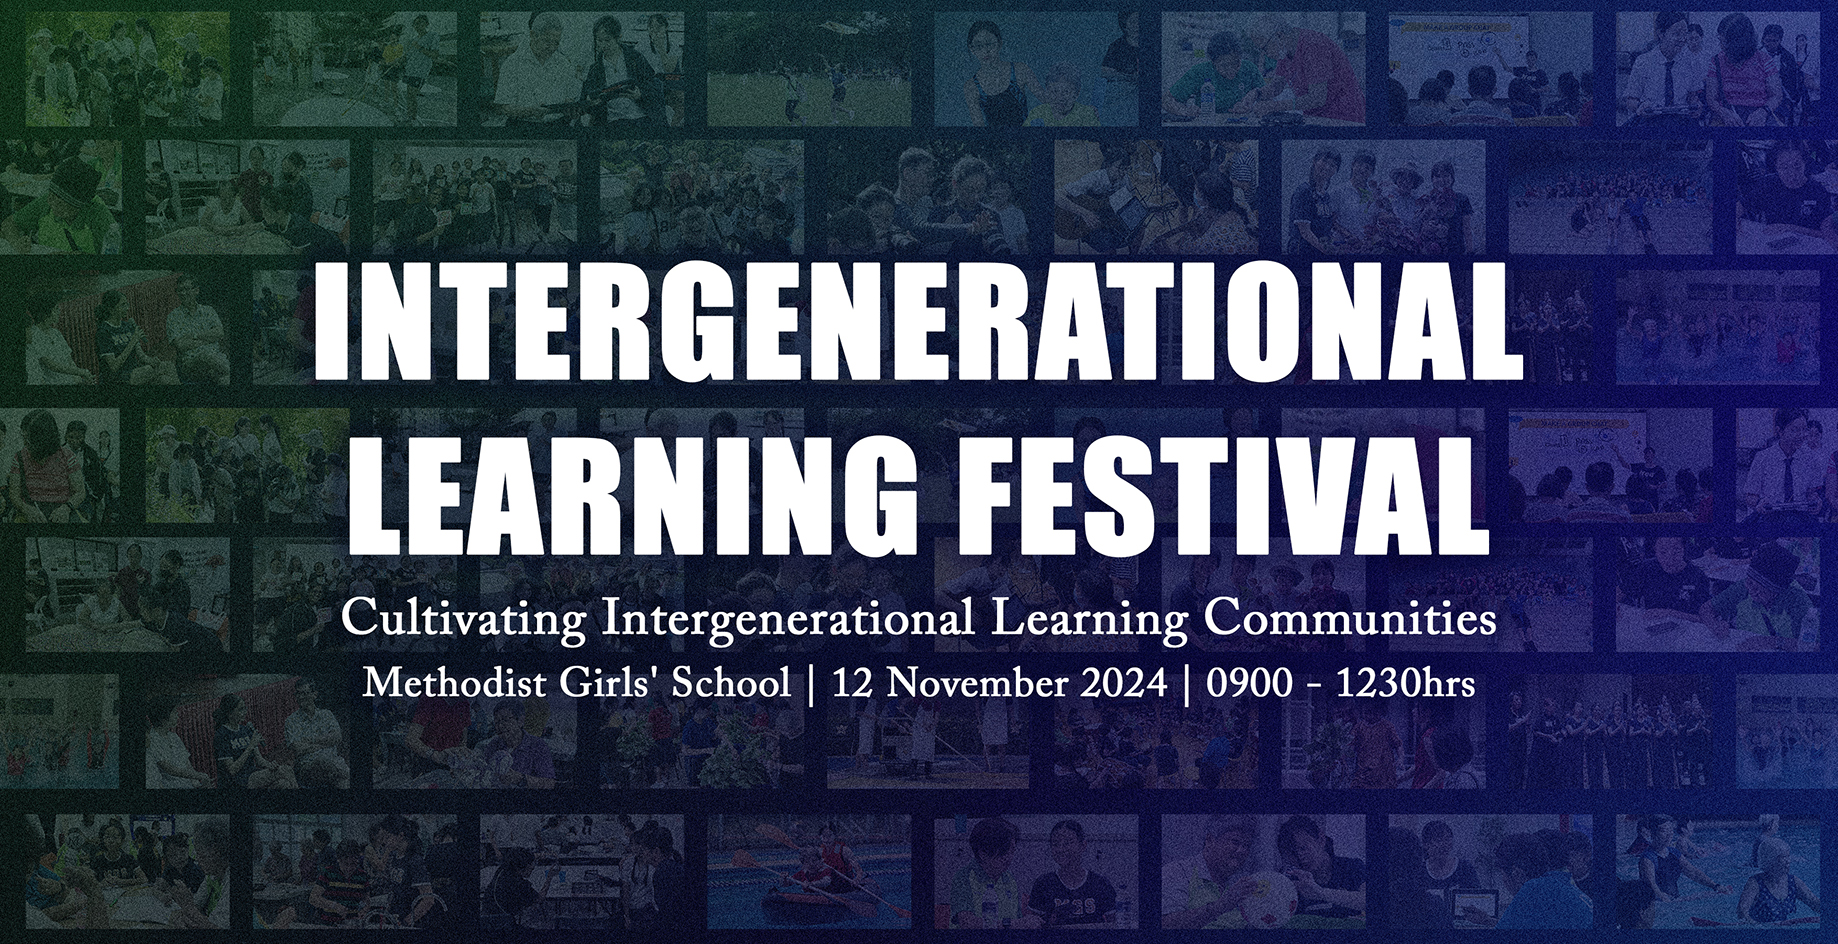 INTERGENERATIONAL
LEARNING FESTIVAL
Cultivating Intergenerational Learning Communities
Methodist Girls' School | 12 November 2024 | 0900 - 1230hrs